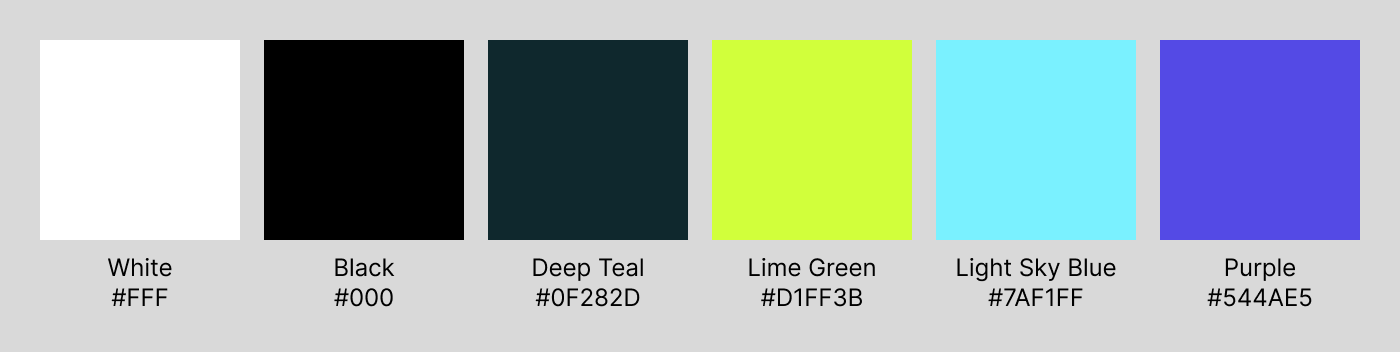 White
#FFF
Black
#000
Deep Teal
#0F282D
Lime Green
#D1FF3B
Light Sky Blue
#7AF1FF
Purple
#544AE5